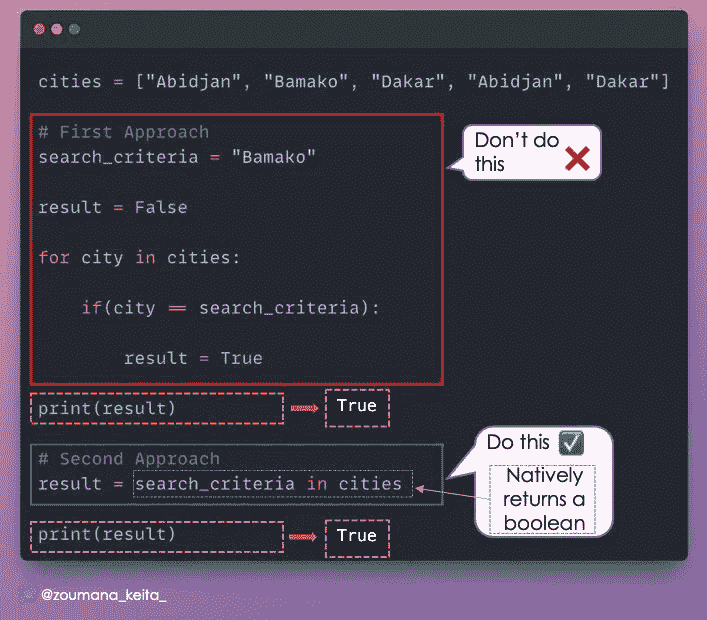 cities = ["Abidjan", "Bamako", "Dakar", "Abidjan", "Dakar"]
# First Approach
search_criteria = "Bamako"
Don't do
this
result = False
for city in cities:
if(city == search_criteria):
result = True
print(result)
True
# Second Approach
result = search_criteria in cities
Do this
Natively
returns a
boolean
print(result)
True
@zoumana_keita_